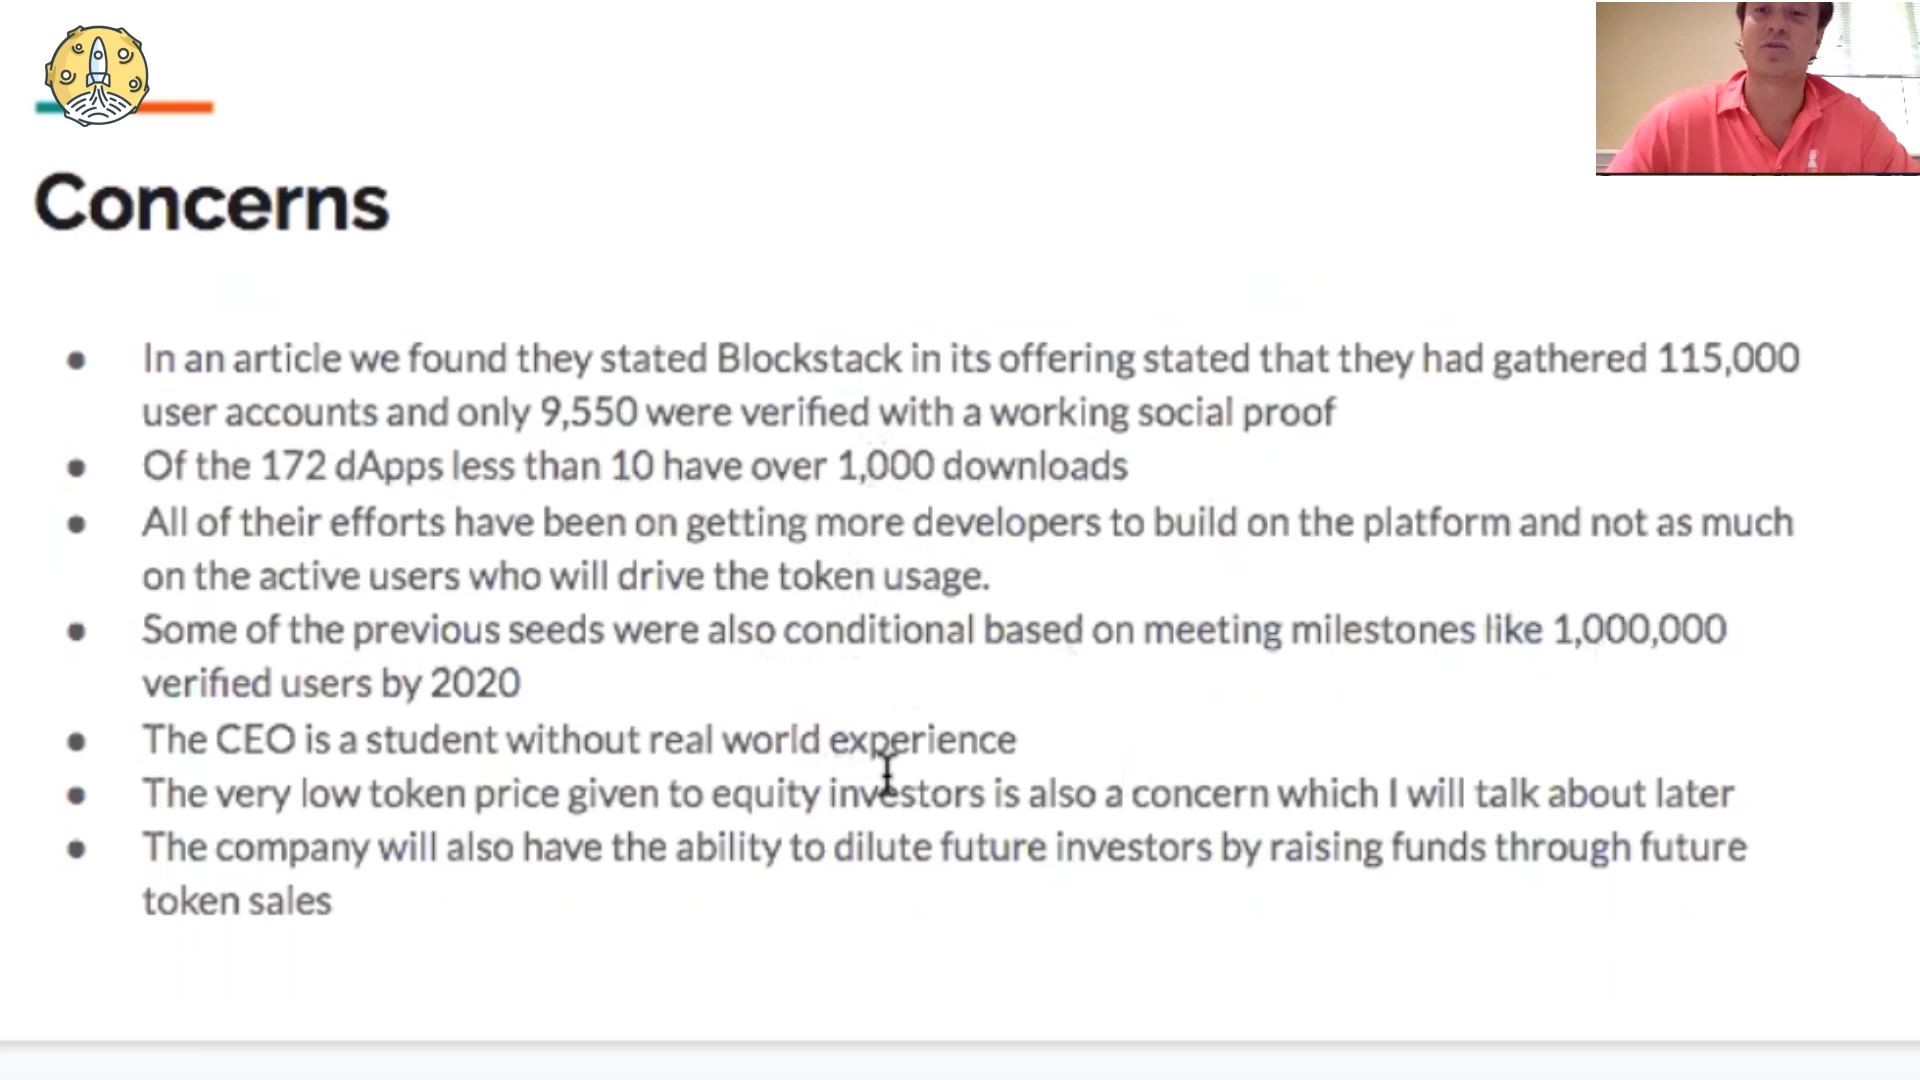 Concerns
● In an article we found they stated Blockstack in its offering stated that they had gathered 115,000
user accounts and only 9,550 were verified with a working social proof
● Of the 172 dApps less than 10 have over 1,000 downloads
● All of their efforts have been on getting more developers to build on the platform and not as much
on the active users who will drive the token usage.
● Some of the previous seeds were also conditional based on meeting milestones like 1,000,000
verified users by 2020
● The CEO is a student without real world experience
● The very low token price given to equity investors is also a concern which I will talk about later
● The company will also have the ability to dilute future investors by raising funds through future
token sales